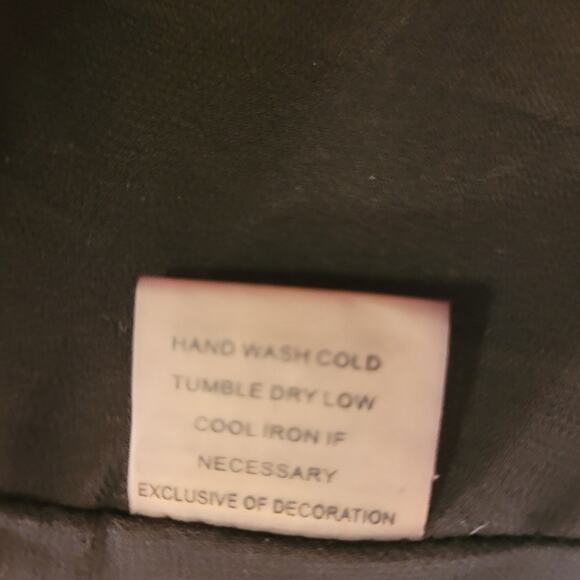 HAND WASH COLD
TUMBLE DRY LOW
COOL IRON IF
NECESSARY
EXCLUSIVE OF DECORATION